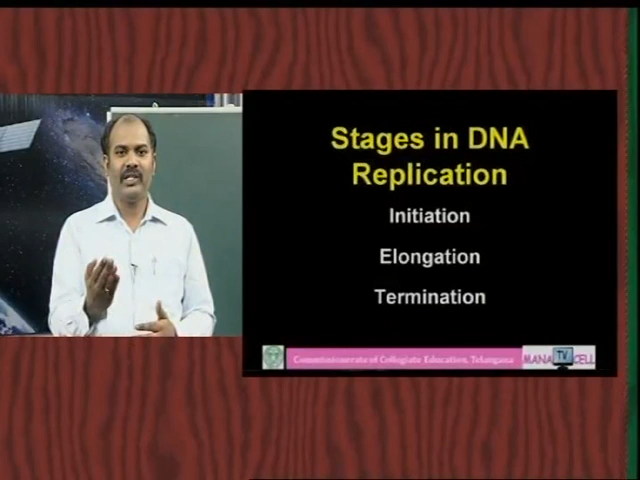 Stages in DNA
Replication
Initiation
Elongation
Termination
Commissionerate of Collegiate Education, Telangana
MANA TV CELL